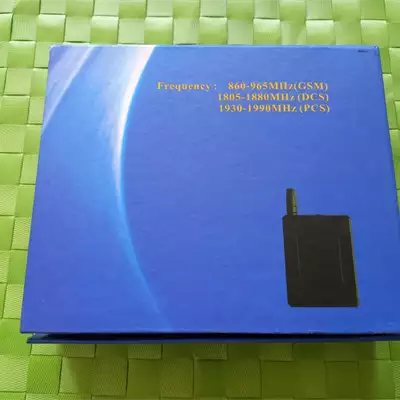 Frequency : 860-965MHz(GSM)
1805-1880MHz (DCS)
1930-1990MHz (PCS)